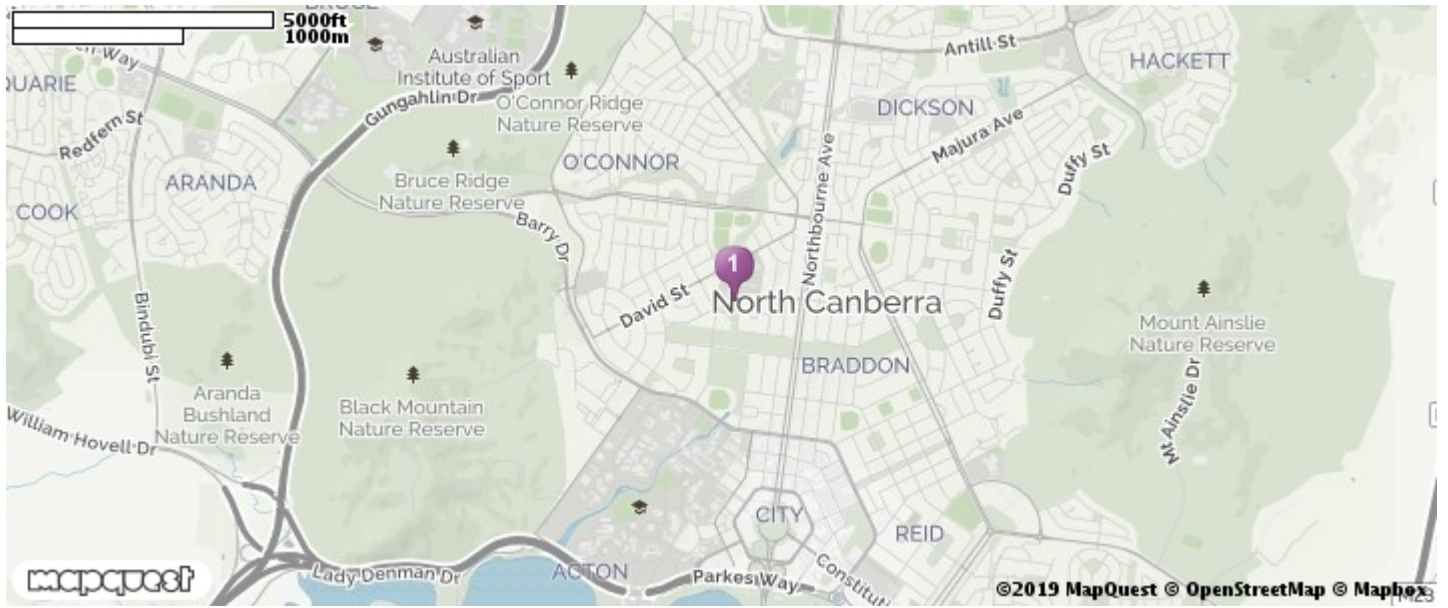 5000ft
1000m
BRUCE
Australian
Institute of Sport
Antill St
HACKETT
Gungahlin Dr
O'Connor Ridge
Nature Reserve
DICKSON
Majura Ave
Redfern St
O'CONNOR
Duffy St
ARANDA
Bruce Ridge
Nature Reserve
COOK
Barry Dr
Northbourne Ave
1
Duffy St
David St
North Canberra
Bindubi St
Mount Ainslie
Nature Reserve
BRADDON
Aranda
Bushland
Nature Reserve
Black Mountain
Nature Reserve
Mt Ainslie Dr
William Hovell Dr
CITY
REID
Lady Denman Dr
ACTON
Parkes Way
Constituti
mapquest
©2019 MapQuest © OpenStreetMap © Mapbox
M23